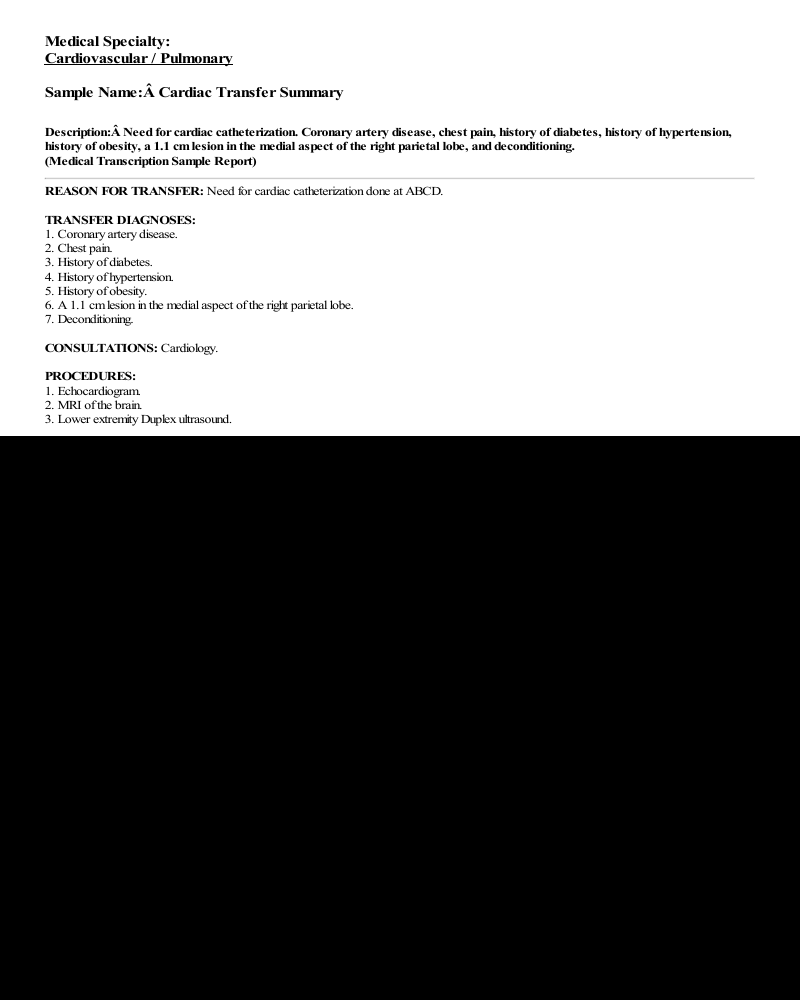 Medical Specialty:
Cardiovascular / Pulmonary
Sample Name:Â Cardiac Transfer Summary
Description:Â Need for cardiac catheterization. Coronary artery disease, chest pain, history of diabetes, history of hypertension,
history of obesity, a 1.1 cm lesion in the medial aspect of the right parietal lobe, and deconditioning.
(Medical Transcription Sample Report)
REASON FOR TRANSFER: Need for cardiac catheterization done at ABCD.
TRANSFER DIAGNOSES:
1. Coronary artery disease.
2. Chest pain.
3. History of diabetes.
4. History of hypertension.
5. History of obesity.
6. A 1.1 cm lesion in the medial aspect of the right parietal lobe.
7. Deconditioning.
CONSULTATIONS: Cardiology.
PROCEDURES:
1. Echocardiogram.
2. MRI of the brain.
3. Lower extremity Duplex ultrasound.